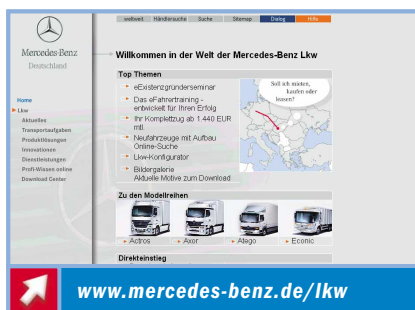 weltweit Händlersuche Suche Sitemap Dialog Hilfe
Mercedes-Benz
Deutschland
Willkommen in der Welt der Mercedes-Benz Lkw
Home
Lkw
Aktuelles
Transportaufgaben
Produktlösungen
Innovationen
Dienstleistungen
Profi-Wissen online
Download Center
Top Themen
eExistenzgründerseminar
Das eFahrertraining -
entwickelt für Ihren Erfolg
Ihr Komplettzug ab 1.440 EUR
mtl.
Neufahrzeuge mit Aufbau
Online-Suche
Lkw-Konfigurator
Bildergalerie
Aktuelle Motive zum Download
Soll ich mieten,
kaufen oder
leasen?
Zu den Modellreihen
Actros Axor Atego Econic
Direkteinstieg
www.mercedes-benz.de/lkw